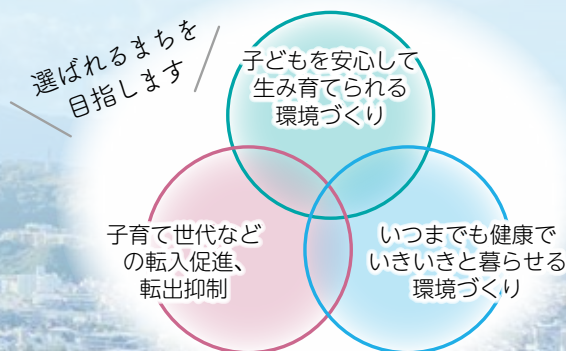 選ばれるまちを
目指します
子どもを安心して
生み育てられる
環境づくり
子育て世代など
の転入促進、
転出抑制
いつまでも健康で
いきいきと暮らせる
環境づくり